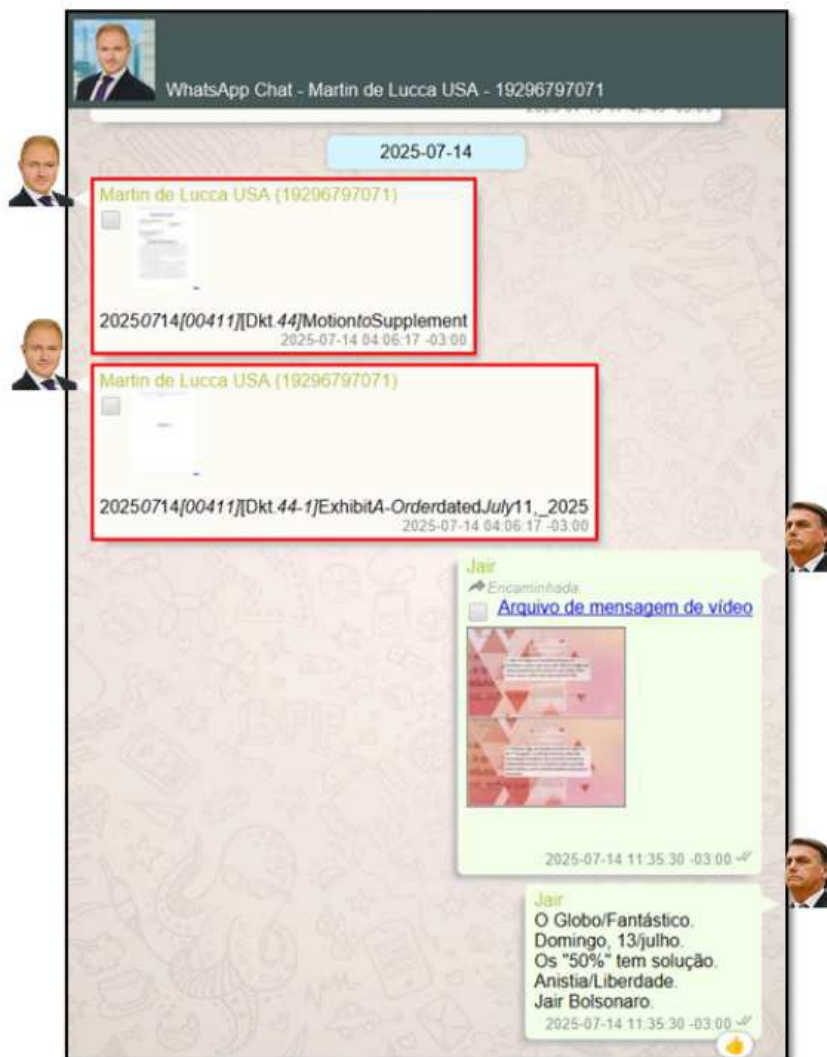 WhatsApp Chat - Martin de Lucca USA - 19296797071
2025-07-14
Martin de Lucca USA (19296797071)
20250714[00411][Dkt.44]MotiontoSupplement
2025-07-14 04:06:17 -03:00
Martin de Lucca USA (19296797071)
20250714[00411][Dkt.44-1]ExhibitA-OrderdatedJuly11,_2025
2025-07-14 04:06:17 -03:00
Jair
Encaminhada
Arquivo de mensagem de vídeo
2025-07-14 11:35:30 -03:00
Jair
O Globo/Fantástico.
Domingo, 13/julho.
Os "50%" tem solução.
Anistia/Liberdade.
Jair Bolsonaro.
2025-07-14 11:35:30 -03:00